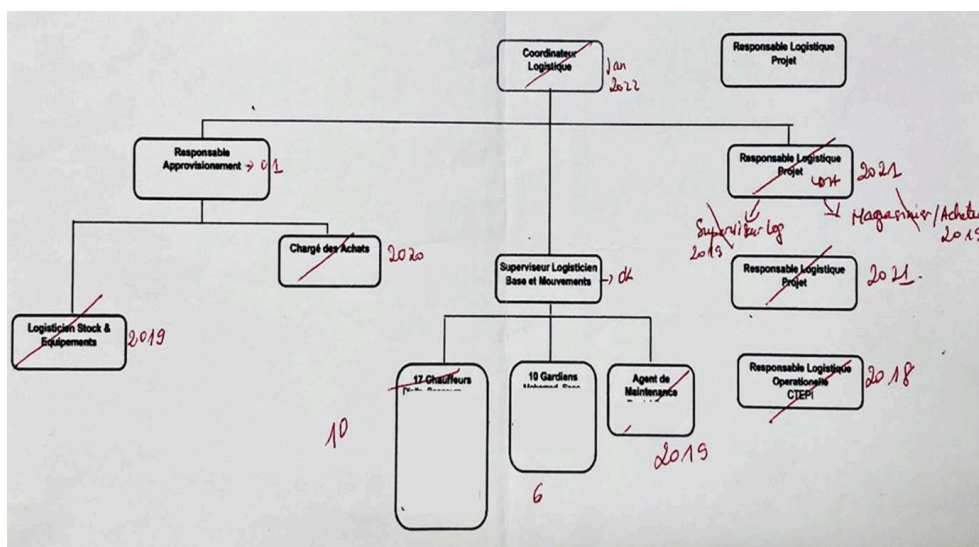 Coordinateur
Logistique
Jan
2022
Responsable Logistique
Projet
Responsable
Approvisionement →
Responsable Logistique
Projet
2021
Superviseur Log
2019
Magasinier/Acheteur
2019
Chargé des Achats
2020
Superviseur Logisticien
Base et Mouvements
→ ok
Responsable Logistique
Projet
2021.
Logisticien Stock &
Equipements
2019
17 Chauffeurs
10
10 Gardiens
6
Agent de
Maintenance
2019
Responsable Logistique
Operationelle
CTEPI
2018